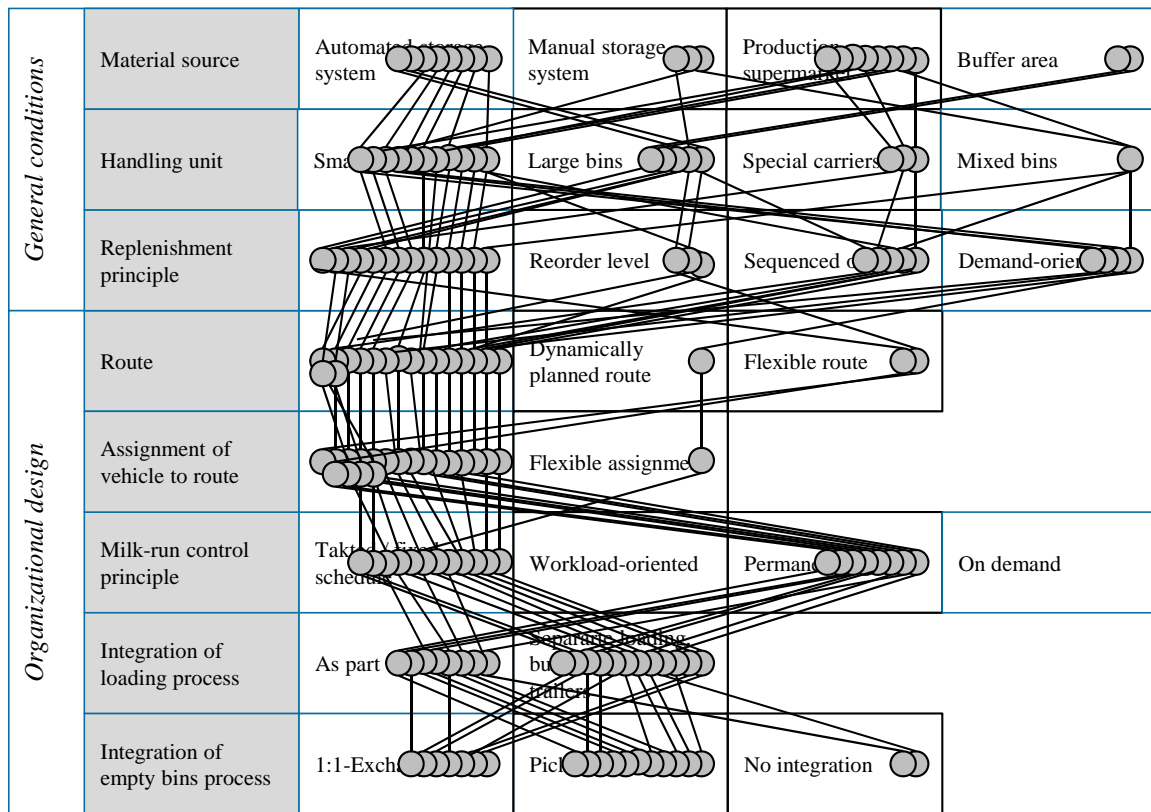 General conditions
Material source
Automated storage
system
Manual storage
system
Production
supermarket
Buffer area
Handling unit
Large bins
Special carriers
Mixed bins
Replenishment
principle
Reorder level
Sequenced
Organizational design
Route
Dynamically
planned route
Flexible route
Assignment of
vehicle to route
Flexible
Milk-run control
principle
/ fixed
Workload-oriented
On demand
Integration of
loading process
As part
loading,
trailers
Integration of
empty bins process
No integration